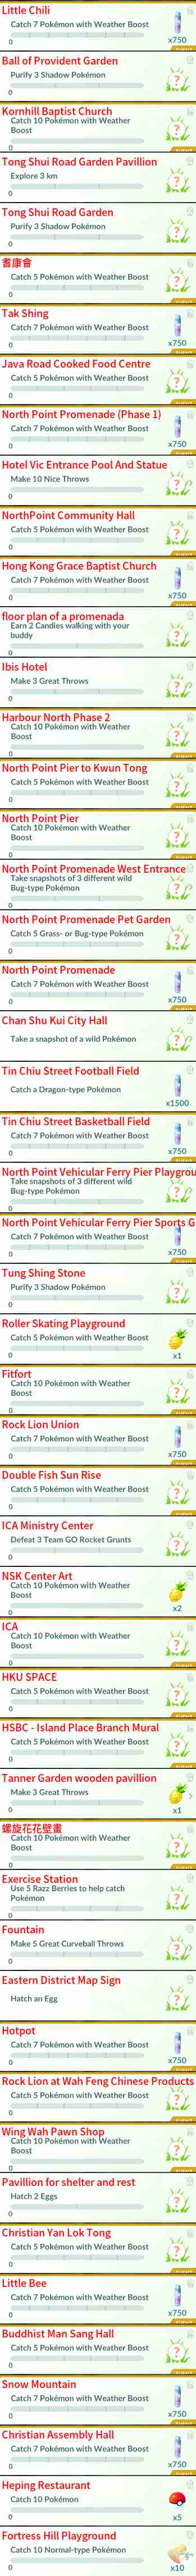 Little Chili
Catch 7 Pokémon with Weather Boost
0
x750
Ball of Provident Garden
Purify 3 Shadow Pokémon
0
Kornhill Baptist Church
Catch 10 Pokémon with Weather
Boost
0
Tong Shui Road Garden Pavillion
Explore 3 km
0
Tong Shui Road Garden
Purify 3 Shadow Pokémon
0
耆康會
Catch 5 Pokémon with Weather Boost
0
Tak Shing
Catch 7 Pokémon with Weather Boost
0
x750
Java Road Cooked Food Centre
Catch 5 Pokémon with Weather Boost
0
North Point Promenade (Phase 1)
Catch 7 Pokémon with Weather Boost
0
x750
Hotel Vic Entrance Pool And Statue
Make 10 Nice Throws
0
NorthPoint Community Hall
Catch 5 Pokémon with Weather Boost
0
Hong Kong Grace Baptist Church
Catch 7 Pokémon with Weather Boost
0
x750
floor plan of a promenada
Earn 2 Candies walking with your
buddy
0
Ibis Hotel
Make 3 Great Throws
0
Harbour North Phase 2
Catch 10 Pokémon with Weather
Boost
0
North Point Pier to Kwun Tong
Catch 5 Pokémon with Weather Boost
0
North Point Pier
Catch 10 Pokémon with Weather
Boost
0
North Point Promenade West Entrance
Take snapshots of 3 different wild
Bug-type Pokémon
0
North Point Promenade Pet Garden
Catch 5 Grass- or Bug-type Pokémon
0
North Point Promenade
Catch 7 Pokémon with Weather Boost
0
x750
Chan Shu Kui City Hall
Take a snapshot of a wild Pokémon
Tin Chiu Street Football Field
Catch a Dragon-type Pokémon
x1500
Tin Chiu Street Basketball Field
Catch 7 Pokémon with Weather Boost
0
x750
North Point Vehicular Ferry Pier Playgrou
Take snapshots of 3 different wild
Bug-type Pokémon
0
North Point Vehicular Ferry Pier Sports G
Catch 7 Pokémon with Weather Boost
0
x750
Tung Shing Stone
Purify 3 Shadow Pokémon
0
Roller Skating Playground
Catch 5 Pokémon with Weather Boost
0
x1
Fitfort
Catch 10 Pokémon with Weather
Boost
0
Rock Lion Union
Catch 7 Pokémon with Weather Boost
0
x750
Double Fish Sun Rise
Catch 5 Pokémon with Weather Boost
0
ICA Ministry Center
Defeat 3 Team GO Rocket Grunts
0
NSK Center Art
Catch 10 Pokémon with Weather
Boost
0
x2
ICA
Catch 10 Pokémon with Weather
Boost
0
HKU SPACE
Catch 5 Pokémon with Weather Boost
0
HSBC - Island Place Branch Mural
Catch 5 Pokémon with Weather Boost
0
Tanner Garden wooden pavillion
Make 3 Great Throws
0
x1
螺旋花花壁畫
Catch 10 Pokémon with Weather
Boost
0
Exercise Station
Use 5 Razz Berries to help catch
Pokémon
0
Fountain
Make 5 Great Curveball Throws
0
Eastern District Map Sign
Hatch an Egg
Hotpot
Catch 7 Pokémon with Weather Boost
0
x750
Rock Lion at Wah Feng Chinese Products
Catch 5 Pokémon with Weather Boost
0
Wing Wah Pawn Shop
Catch 10 Pokémon with Weather
Boost
0
Pavillion for shelter and rest
Hatch 2 Eggs
0
Christian Yan Lok Tong
Catch 5 Pokémon with Weather Boost
0
Little Bee
Catch 7 Pokémon with Weather Boost
0
x750
Buddhist Man Sang Hall
Catch 5 Pokémon with Weather Boost
0
Snow Mountain
Catch 7 Pokémon with Weather Boost
0
x750
Christian Assembly Hall
Catch 7 Pokémon with Weather Boost
0
x750
Heping Restaurant
Catch 10 Pokémon
0
x5
Fortress Hill Playground
Catch 10 Normal-type Pokémon
0
x10